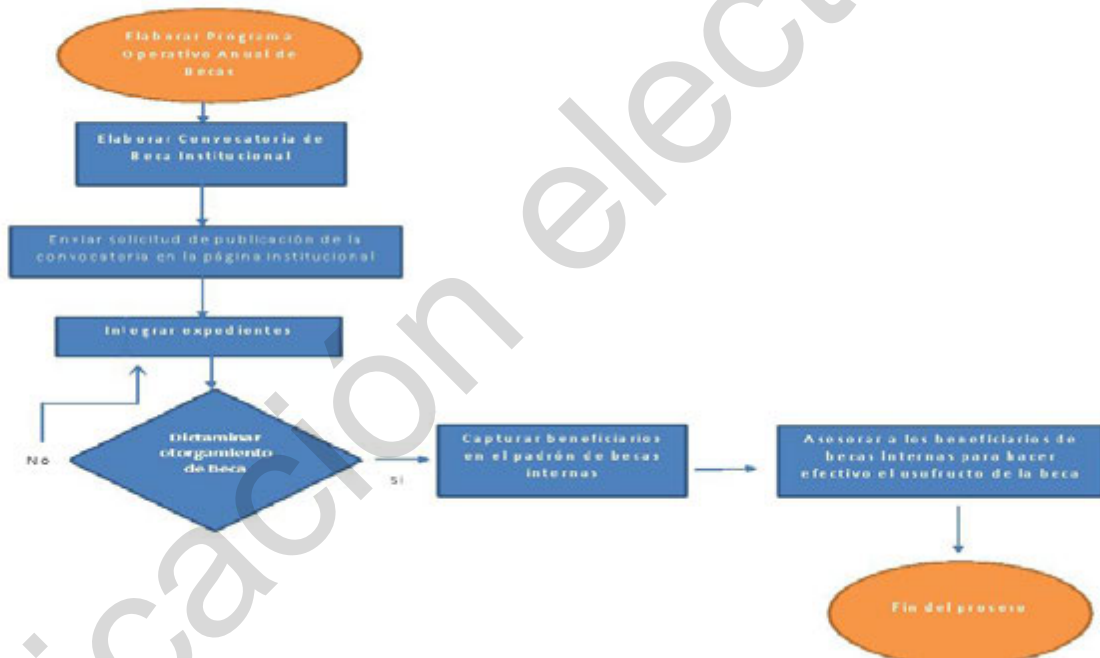 Elaborar Programa
Operativo Anual de
Becas
Elaborar Convocatoria de
Beca Institucional
Enviar solicitud de publicación de la
convocatoria en la página institucional
Integrar expedientes
Dictaminar
otorgamiento
de Beca
No
Si
Capturar beneficiarios
en el padrón de becas
internas
Asesorar a los beneficiarios de
becas Internas para hacer
efectivo el usufructo de la beca
Fin del proceso
icación elect